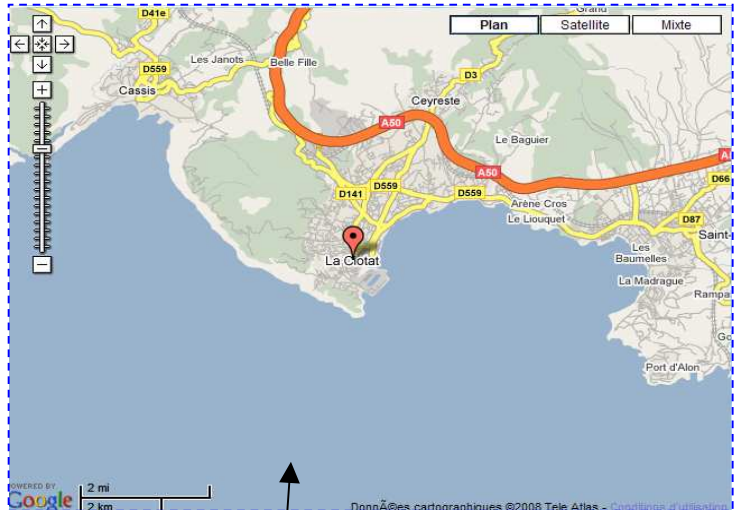 D41e
Grand
Plan
Satellite
Mixte
D559
Les Janots
Belle Fille
D3
Cassis
Ceyreste
A50
Le Baguier
A50
A
D141
D559
D559
D66
Arène Cros
Le Liouquet
D87
Saint-
Les
Baumelles
La Ciotat
La Madrague
Rampa
Port d'Alon
POWERED BY
Google
2 mi
2 km
DonnÃ©es cartographiques ©2008 Tele Atlas - Conditions d'utilisation